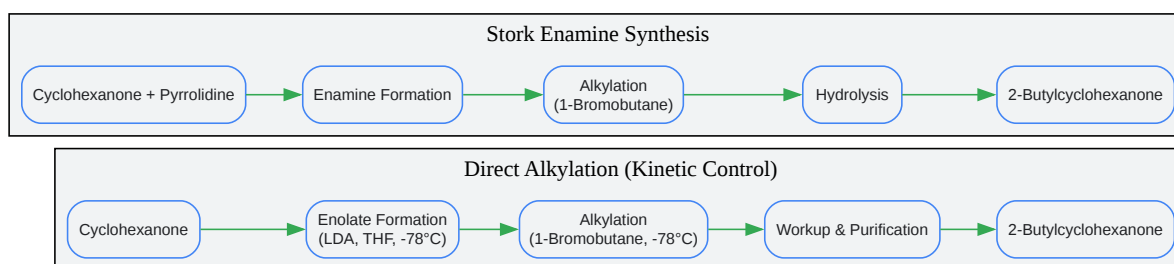 Stork Enamine Synthesis
Cyclohexanone + Pyrrolidine
Enamine Formation
Alkylation
(1-Bromobutane)
Hydrolysis
2-Butylcyclohexanone
Direct Alkylation (Kinetic Control)
Cyclohexanone
Enolate Formation
(LDA, THF, -78°C)
Alkylation
(1-Bromobutane, -78°C)
Workup & Purification
2-Butylcyclohexanone